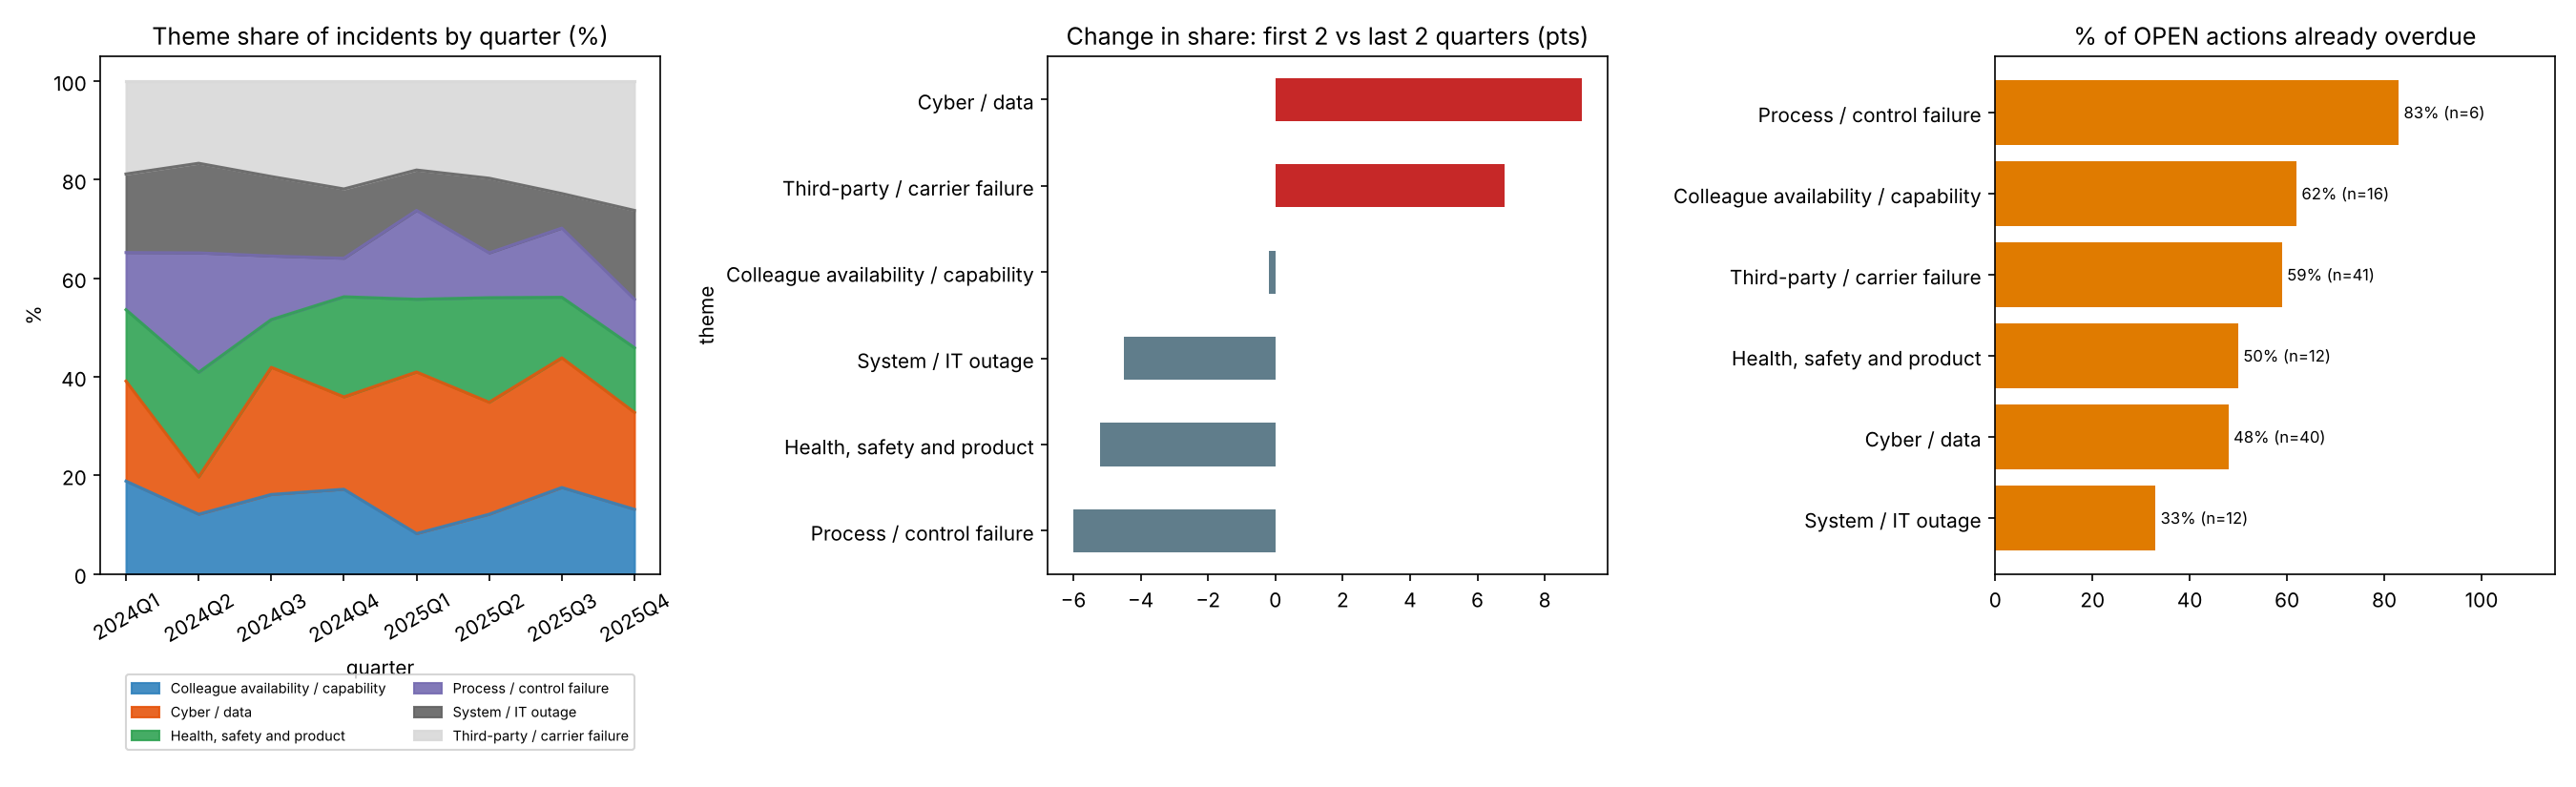 Theme share of incidents by quarter (%)
100
80
60
40
20
0
%
2024Q1
2024Q2
2024Q3
2024Q4
2025Q1
2025Q2
2025Q3
2025Q4
quarter
Colleague availability / capability
Cyber / data
Health, safety and product
Process / control failure
System / IT outage
Third-party / carrier failure
Change in share: first 2 vs last 2 quarters (pts)
theme
Cyber / data
Third-party / carrier failure
Colleague availability / capability
System / IT outage
Health, safety and product
Process / control failure
−6
−4
−2
0
2
4
6
8
% of OPEN actions already overdue
Process / control failure
83% (n=6)
Colleague availability / capability
62% (n=16)
Third-party / carrier failure
59% (n=41)
Health, safety and product
50% (n=12)
Cyber / data
48% (n=40)
System / IT outage
33% (n=12)
0
20
40
60
80
100